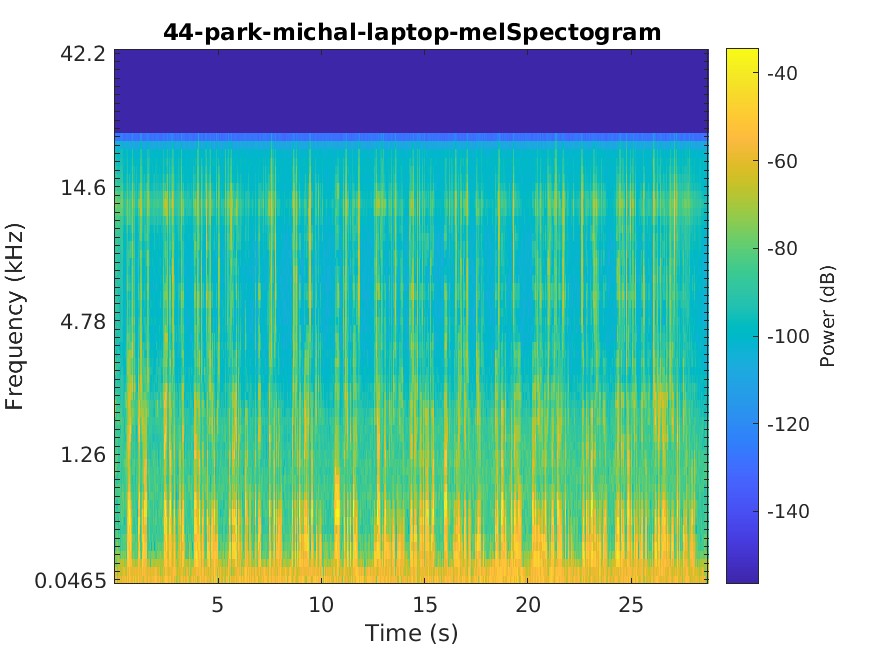 44-park-michal-laptop-melSpectogram
42.2
14.6
4.78
1.26
0.0465
Frequency (kHz)
5 10 15 20 25
Time (s)
-40
-60
-80
-100
-120
-140
Power (dB)